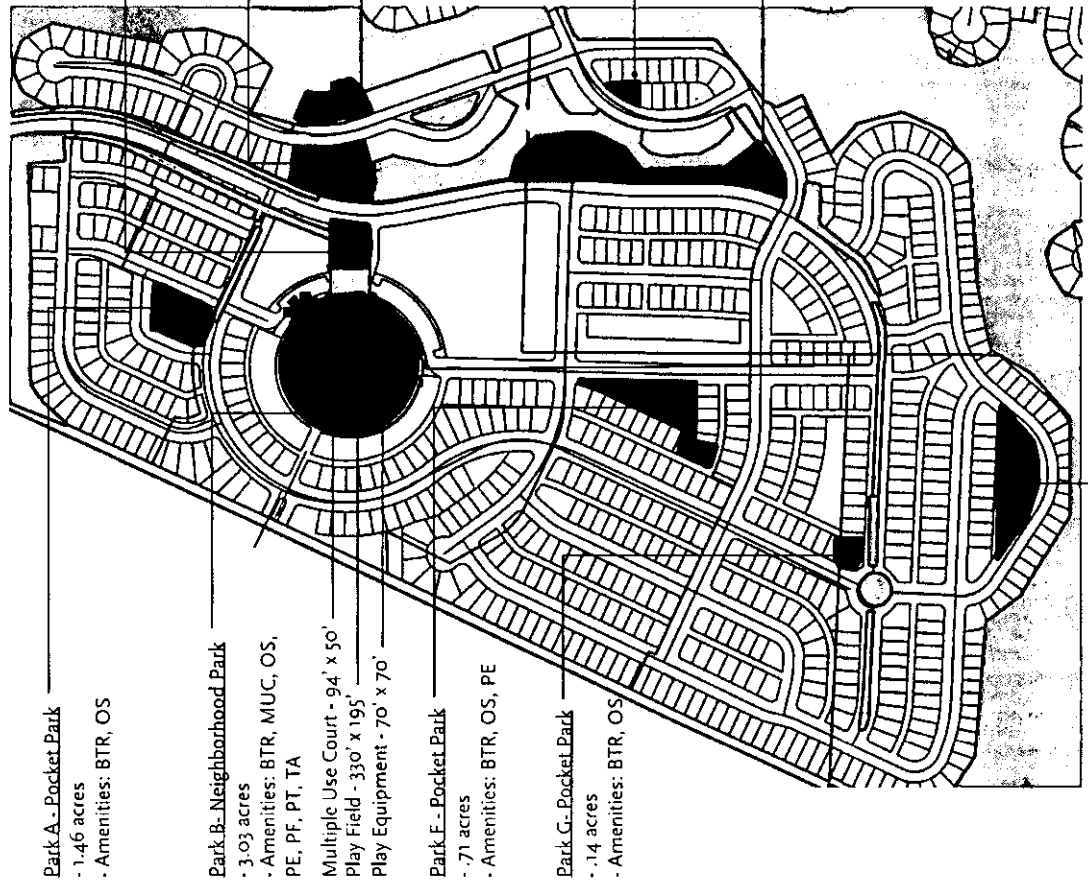 Park A - Pocket Park
- 1.46 acres
- Amenities: BTR, OS
Park B- Neighborhood Park
- 3.03 acres
- Amenities: BTR, MUC, OS,
PE, PF, PT, TA
Multiple Use Court - 94' x 50'
Play Field - 330' x 195'
Play Equipment - 70' x 70'
Park F - Pocket Park
- .71 acres
- Amenities: BTR, OS, PE
Park G- Pocket Park
- .14 acres
- Amenities: BTR, OS